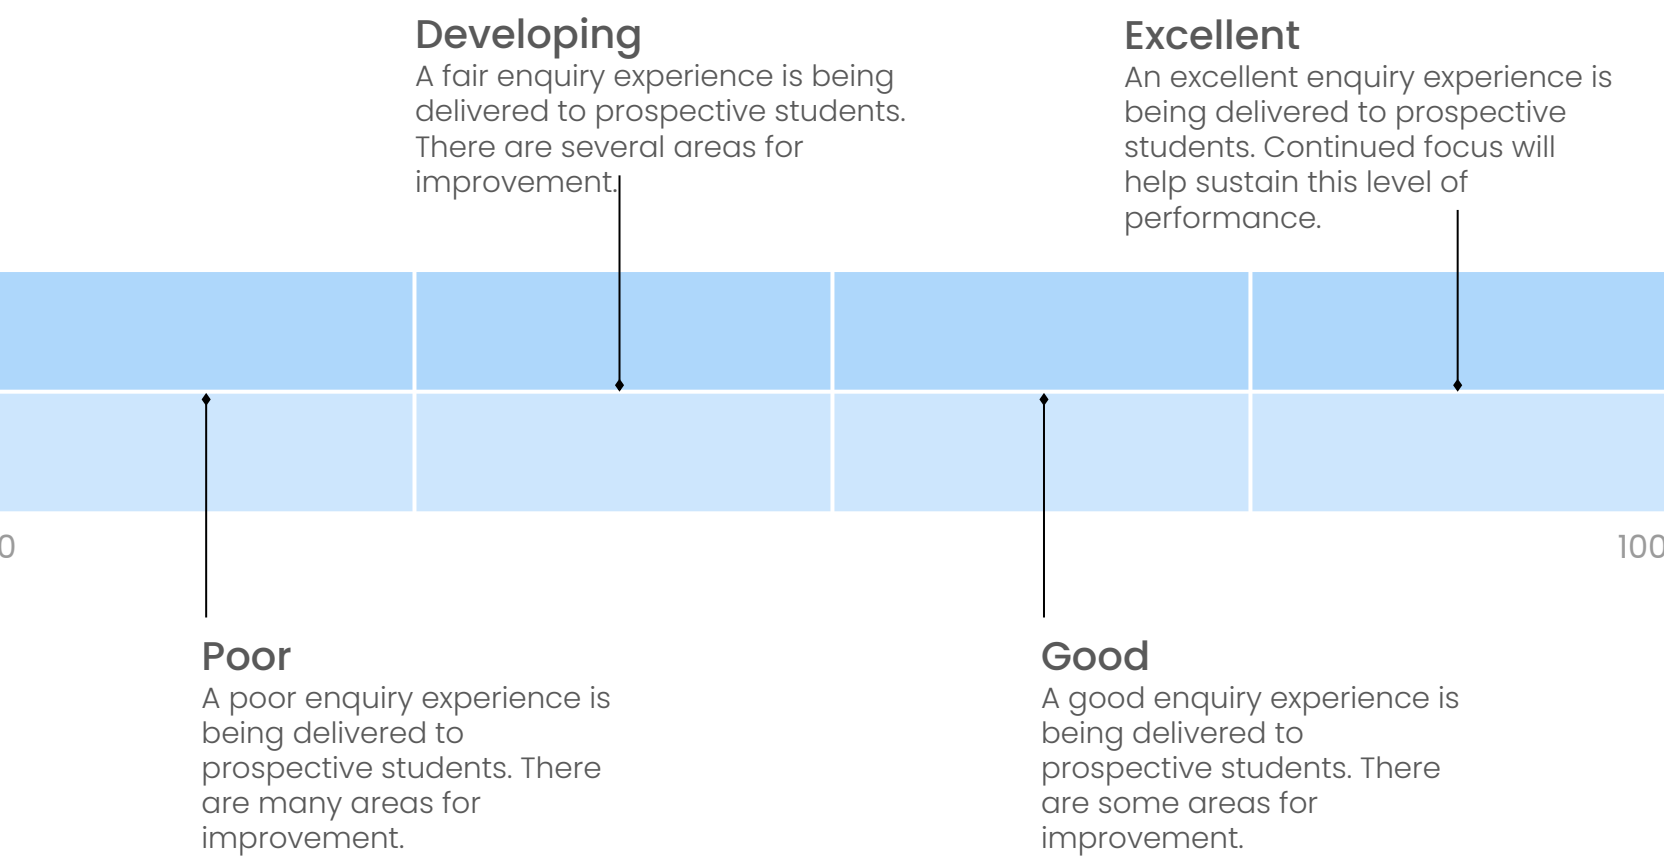 Developing
A fair enquiry experience is being
delivered to prospective students.
There are several areas for
improvement.
Excellent
An excellent enquiry experience is
being delivered to prospective
students. Continued focus will
help sustain this level of
performance.
0
100
Poor
A poor enquiry experience is
being delivered to
prospective students. There
are many areas for
improvement.
Good
A good enquiry experience is
being delivered to
prospective students. There
are some areas for
improvement.